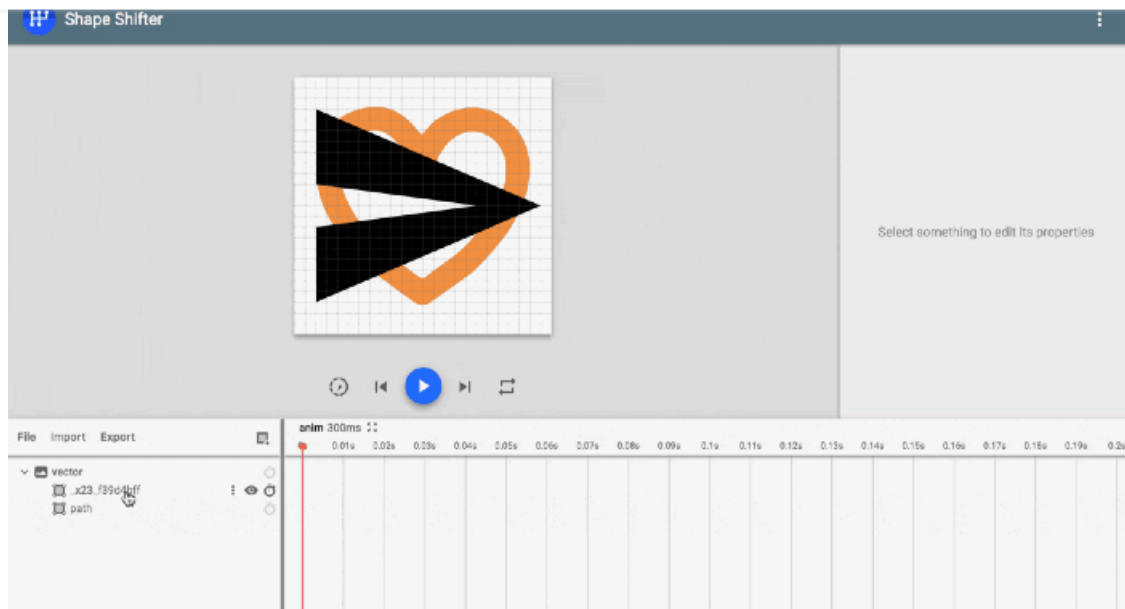 Shape Shifter
Select something to edit its properties
File Import Export
anim 300ms
0.01s 0.02s 0.03s 0.04s 0.05s 0.06s 0.07s 0.08s 0.09s 0.1s 0.11s 0.12s 0.13s 0.14s 0.15s 0.16s 0.17s 0.18s 0.19s 0.2s
vector
path